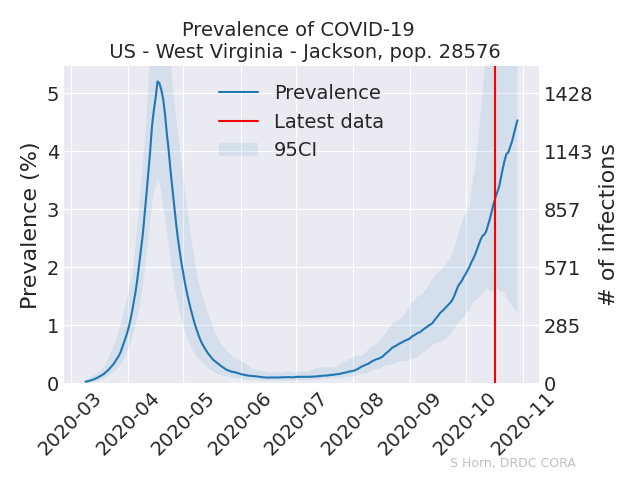 Prevalence of COVID-19
US - West Virginia - Jackson, pop. 28576
Prevalence
Latest data
95CI
Prevalence (%)
5
4
3
2
1
0
1428
1143
857
571
285
0
# of infections
2020-03
2020-04
2020-05
2020-06
2020-07
2020-08
2020-09
2020-10
2020-11
S Horn, DRDC CORA